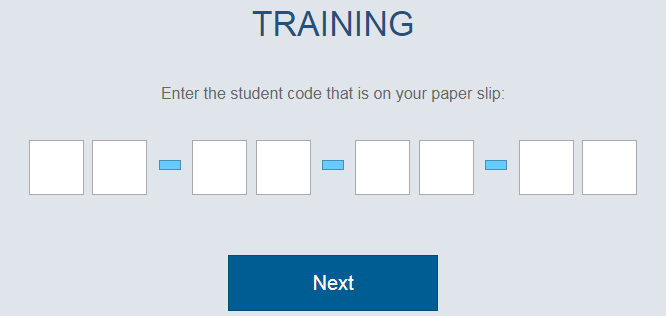 TRAINING
Enter the student code that is on your paper slip:
Next